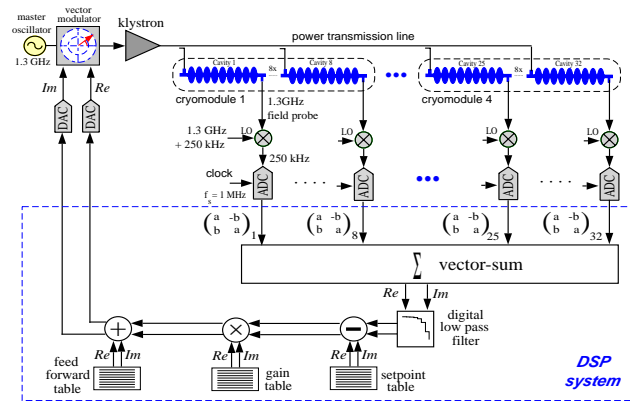 master
oscillator
1.3 GHz
vector
modulator
klystron
power transmission line
Cavity 1
8x
Cavity 8
Cavity 25
8x
Cavity 32
cryomodule 1
cryomodule 4
Im
Re
DAC
DAC
1.3GHz
field probe
LO
LO
LO
LO
1.3 GHz
+ 250 kHz
250 kHz
clock
f s = 1 MHz
ADC
ADC
ADC
ADC
(a -b
b a) 1
(a -b
b a) 8
(a -b
b a) 25
(a -b
b a) 32
∑ vector-sum
Re Im
digital
low pass
filter
+
×
−
Re Im
Re Im
Re Im
feed
forward
table
gain
table
setpoint
table
DSP
system